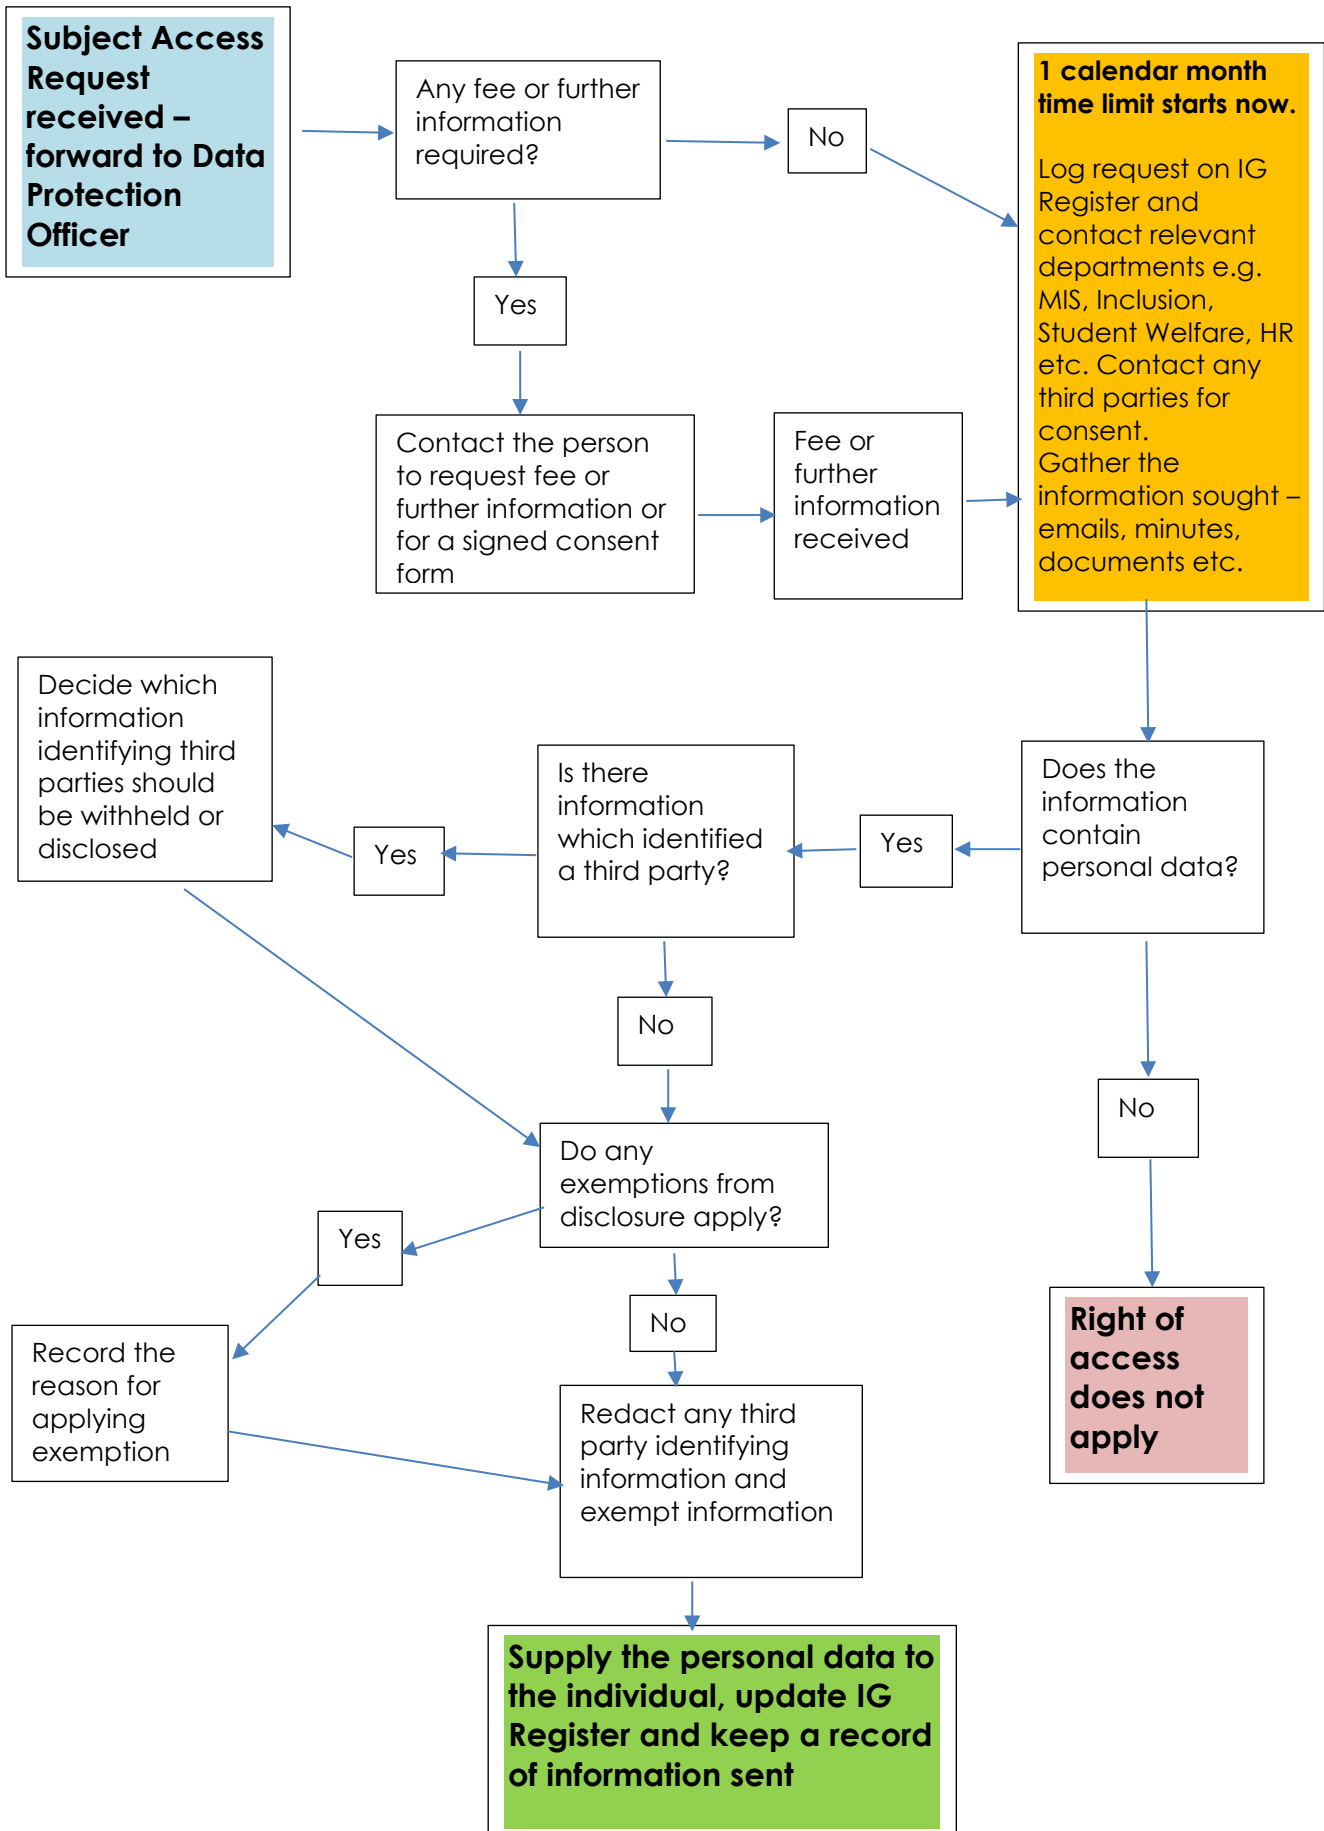 Subject Access
Request
received –
forward to Data
Protection
Officer
Any fee or further
information
required?
No
1 calendar month
time limit starts now.
Log request on IG
Register and
contact relevant
departments e.g.
MIS, Inclusion,
Student Welfare, HR
etc. Contact any
third parties for
consent.
Gather the
information sought –
emails, minutes,
documents etc.
Yes
Contact the person
to request fee or
further information or
for a signed consent
form
Fee or
further
information
received
Decide which
information
identifying third
parties should
be withheld or
disclosed
Yes
Is there
information
which identified
a third party?
Yes
Does the
information
contain
personal data?
No
No
Do any
exemptions from
disclosure apply?
Yes
No
Right of
access
does not
apply
Record the
reason for
applying
exemption
Redact any third
party identifying
information and
exempt information
Supply the personal data to
the individual, update IG
Register and keep a record
of information sent